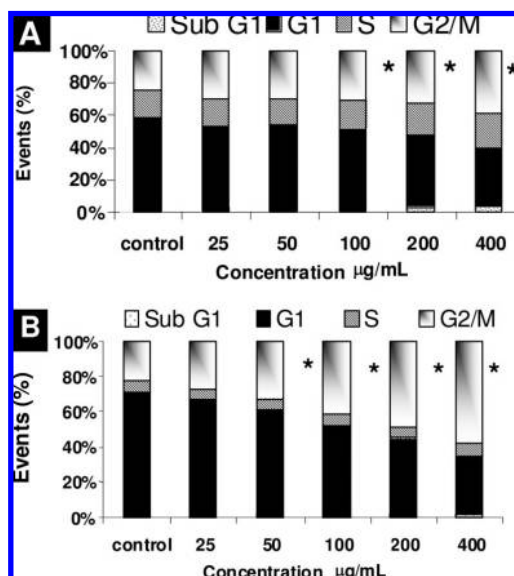 A
Sub G1 G1 S G2/M
Events (%)
100%
80%
60%
40%
20%
0%
* * *
control 25 50 100 200 400
Concentration µg/mL
B
Sub G1 G1 S G2/M
Events (%)
100%
80%
60%
40%
20%
0%
* * * *
control 25 50 100 200 400
Concentration µg/mL